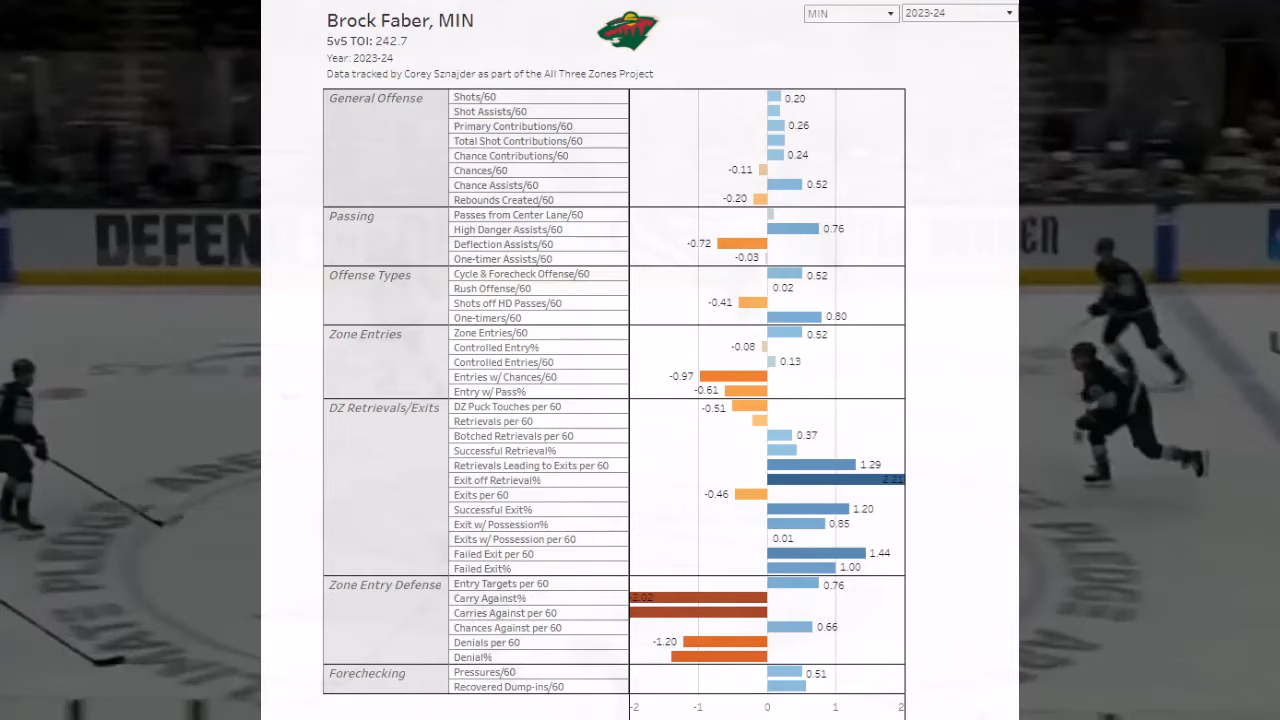 Brock Faber, MIN
MIN
2023-24
5v5 TOI: 242.7
Year: 2023-24
Data tracked by Corey Sznajder as part of the All Three Zones Project
General Offense
Shots/60 0.20
Shot Assists/60
Primary Contributions/60 0.26
Total Shot Contributions/60
Chance Contributions/60 0.24
Chances/60 -0.11
Chance Assists/60 0.52
Rebounds Created/60 -0.20
Passing
Passes from Center Lane/60
High Danger Assists/60 0.76
Deflection Assists/60 -0.72
One-timer Assists/60 -0.03
Offense Types
Cycle & Forecheck Offense/60 0.52
Rush Offense/60 0.02
Shots off HD Passes/60 -0.41
One-timers/60 0.80
Zone Entries
Zone Entries/60 0.52
Controlled Entry% -0.08
Controlled Entries/60 0.13
Entries w/ Chances/60 -0.97
Entry w/ Pass% -0.61
DZ Retrievals/Exits
DZ Puck Touches per 60 -0.51
Retrievals per 60
Botched Retrievals per 60 0.37
Successful Retrieval%
Retrievals Leading to Exits per 60 1.29
Exit off Retrieval% 2.21
Exits per 60 -0.46
Successful Exit% 1.20
Exit w/ Possession% 0.85
Exits w/ Possession per 60 0.01
Failed Exit per 60 1.44
Failed Exit% 1.00
Zone Entry Defense
Entry Targets per 60 0.76
Carry Against% -2.02
Carries Against per 60
Chances Against per 60 0.66
Denials per 60 -1.20
Denial%
Forechecking
Pressures/60 0.51
Recovered Dump-ins/60
-2 -1 0 1 2
DEFEN